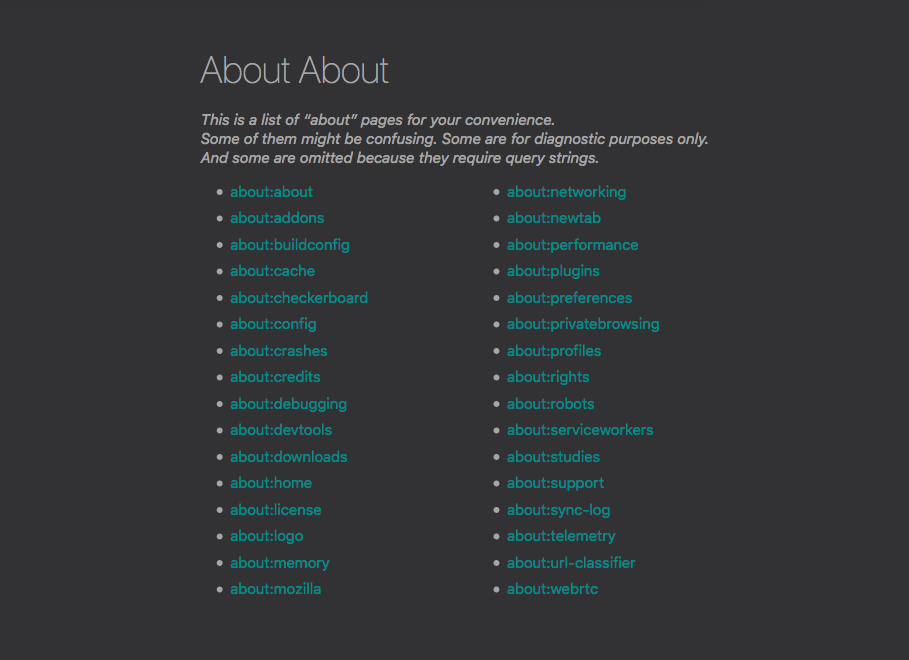 About About
This is a list of “about” pages for your convenience.
Some of them might be confusing. Some are for diagnostic purposes only.
And some are omitted because they require query strings.
about:about
about:addons
about:buildconfig
about:cache
about:checkerboard
about:config
about:crashes
about:credits
about:debugging
about:devtools
about:downloads
about:home
about:license
about:logo
about:memory
about:mozilla
about:networking
about:newtab
about:performance
about:plugins
about:preferences
about:privatebrowsing
about:profiles
about:rights
about:robots
about:serviceworkers
about:studies
about:support
about:sync-log
about:telemetry
about:url-classifier
about:webrtc